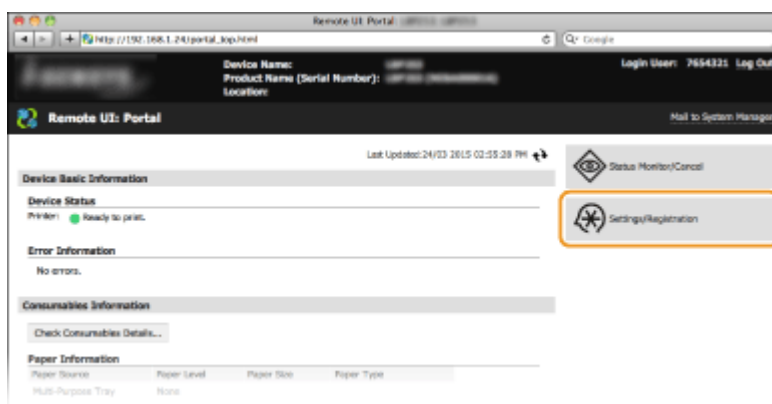 Remote UI: Portal
http://192.168.1.24/portal_top.html
Google
Device Name:
Login User: 7654321 Log Out
Product Name (Serial Number):
Location:
Remote UI: Portal
Mail to System Manager
Last Updated:24/03 2015 02:55:28 PM
Status Monitor/Cancel
Device Basic Information
Device Status
Printer: Ready to print.
Settings/Registration
Error Information
No errors.
Consumables Information
Check Consumables Details...
Paper Information
Paper Source Paper Level Paper Size Paper Type
Multi-Purpose Tray None